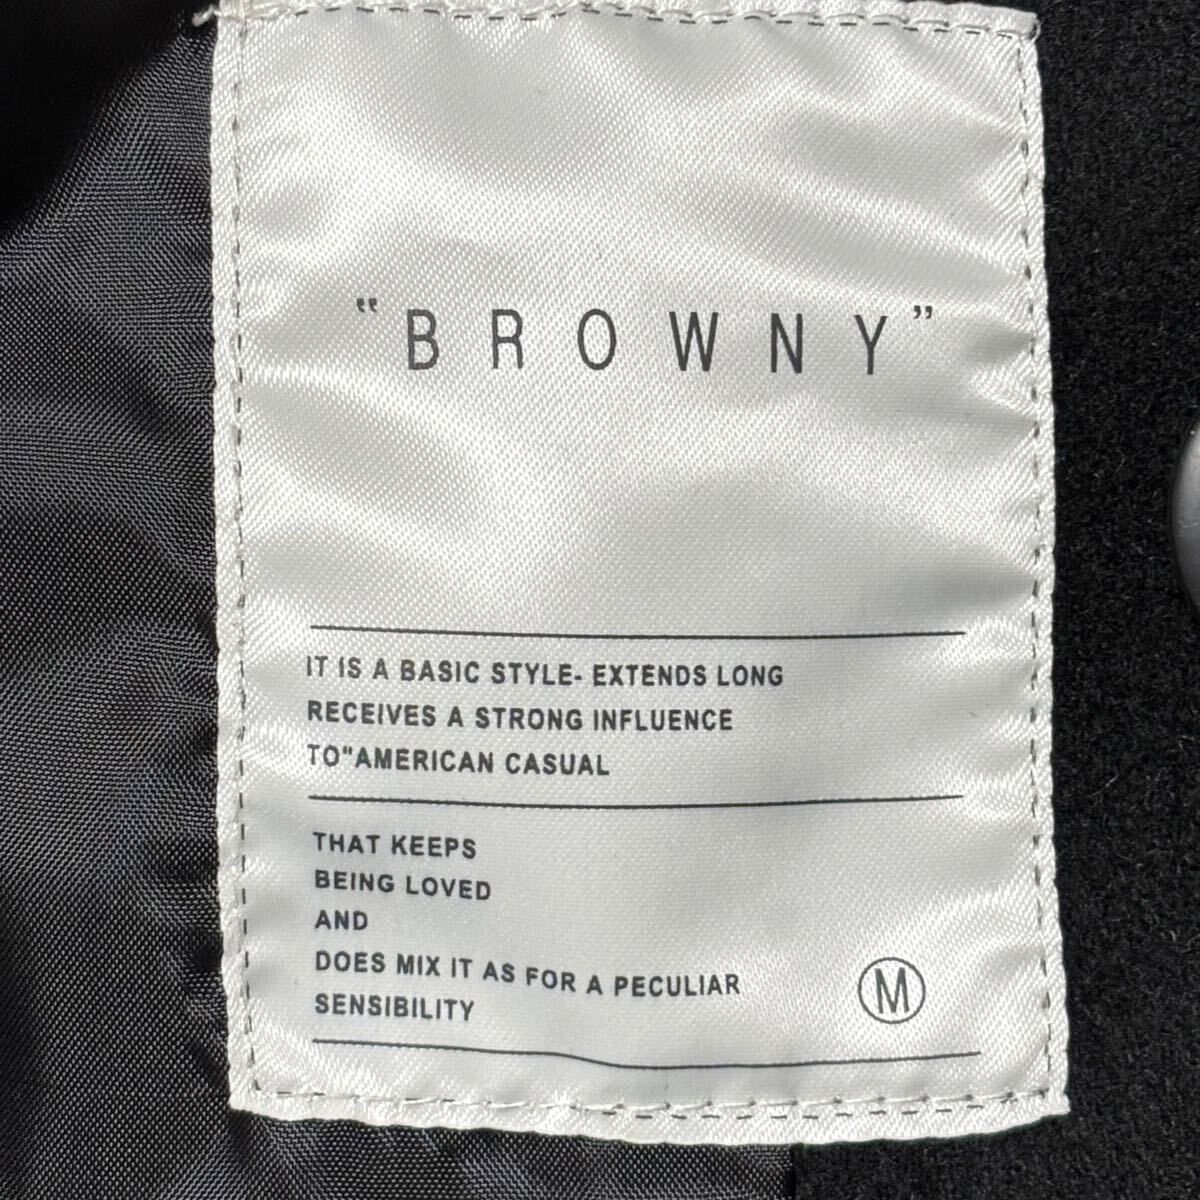 “BROWNY”
IT IS A BASIC STYLE- EXTENDS LONG
RECEIVES A STRONG INFLUENCE
TO"AMERICAN CASUAL
THAT KEEPS
BEING LOVED
AND
DOES MIX IT AS FOR A PECULIAR
SENSIBILITY
M